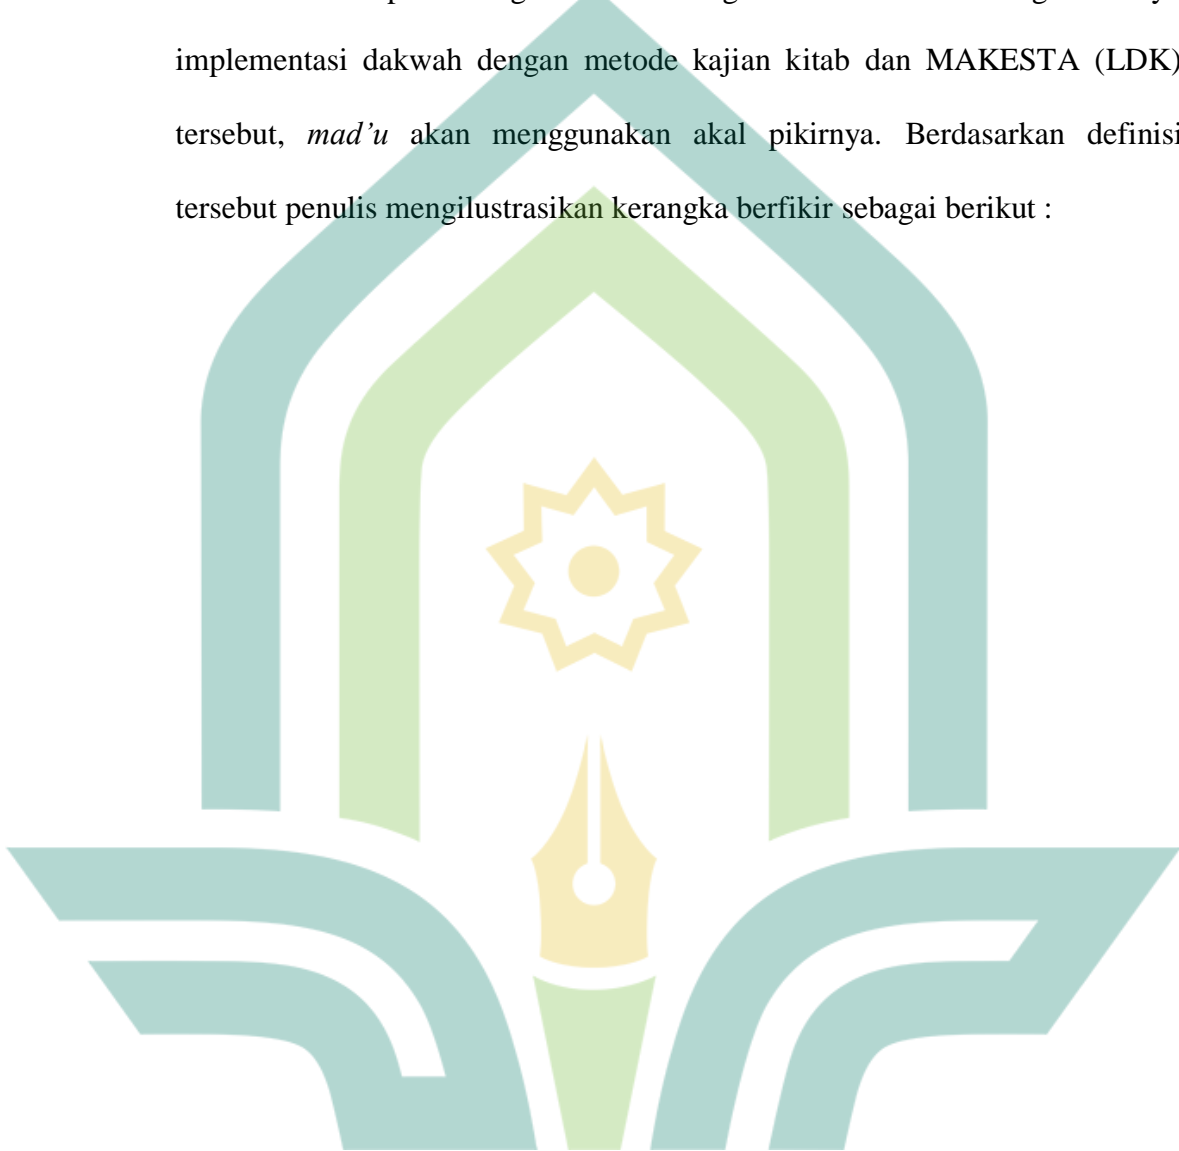 implementasi dakwah dengan metode kajian kitab dan MAKESTA (LDK)
tersebut, mad’u akan menggunakan akal pikirnya. Berdasarkan definisi
tersebut penulis mengilustrasikan kerangka berfikir sebagai berikut :